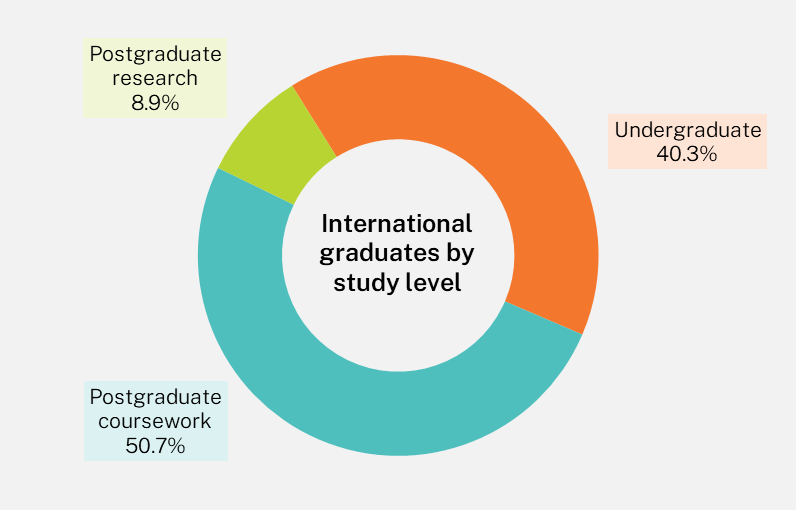 Postgraduate
research
8.9%
Undergraduate
40.3%
International
graduates by
study level
Postgraduate
coursework
50.7%